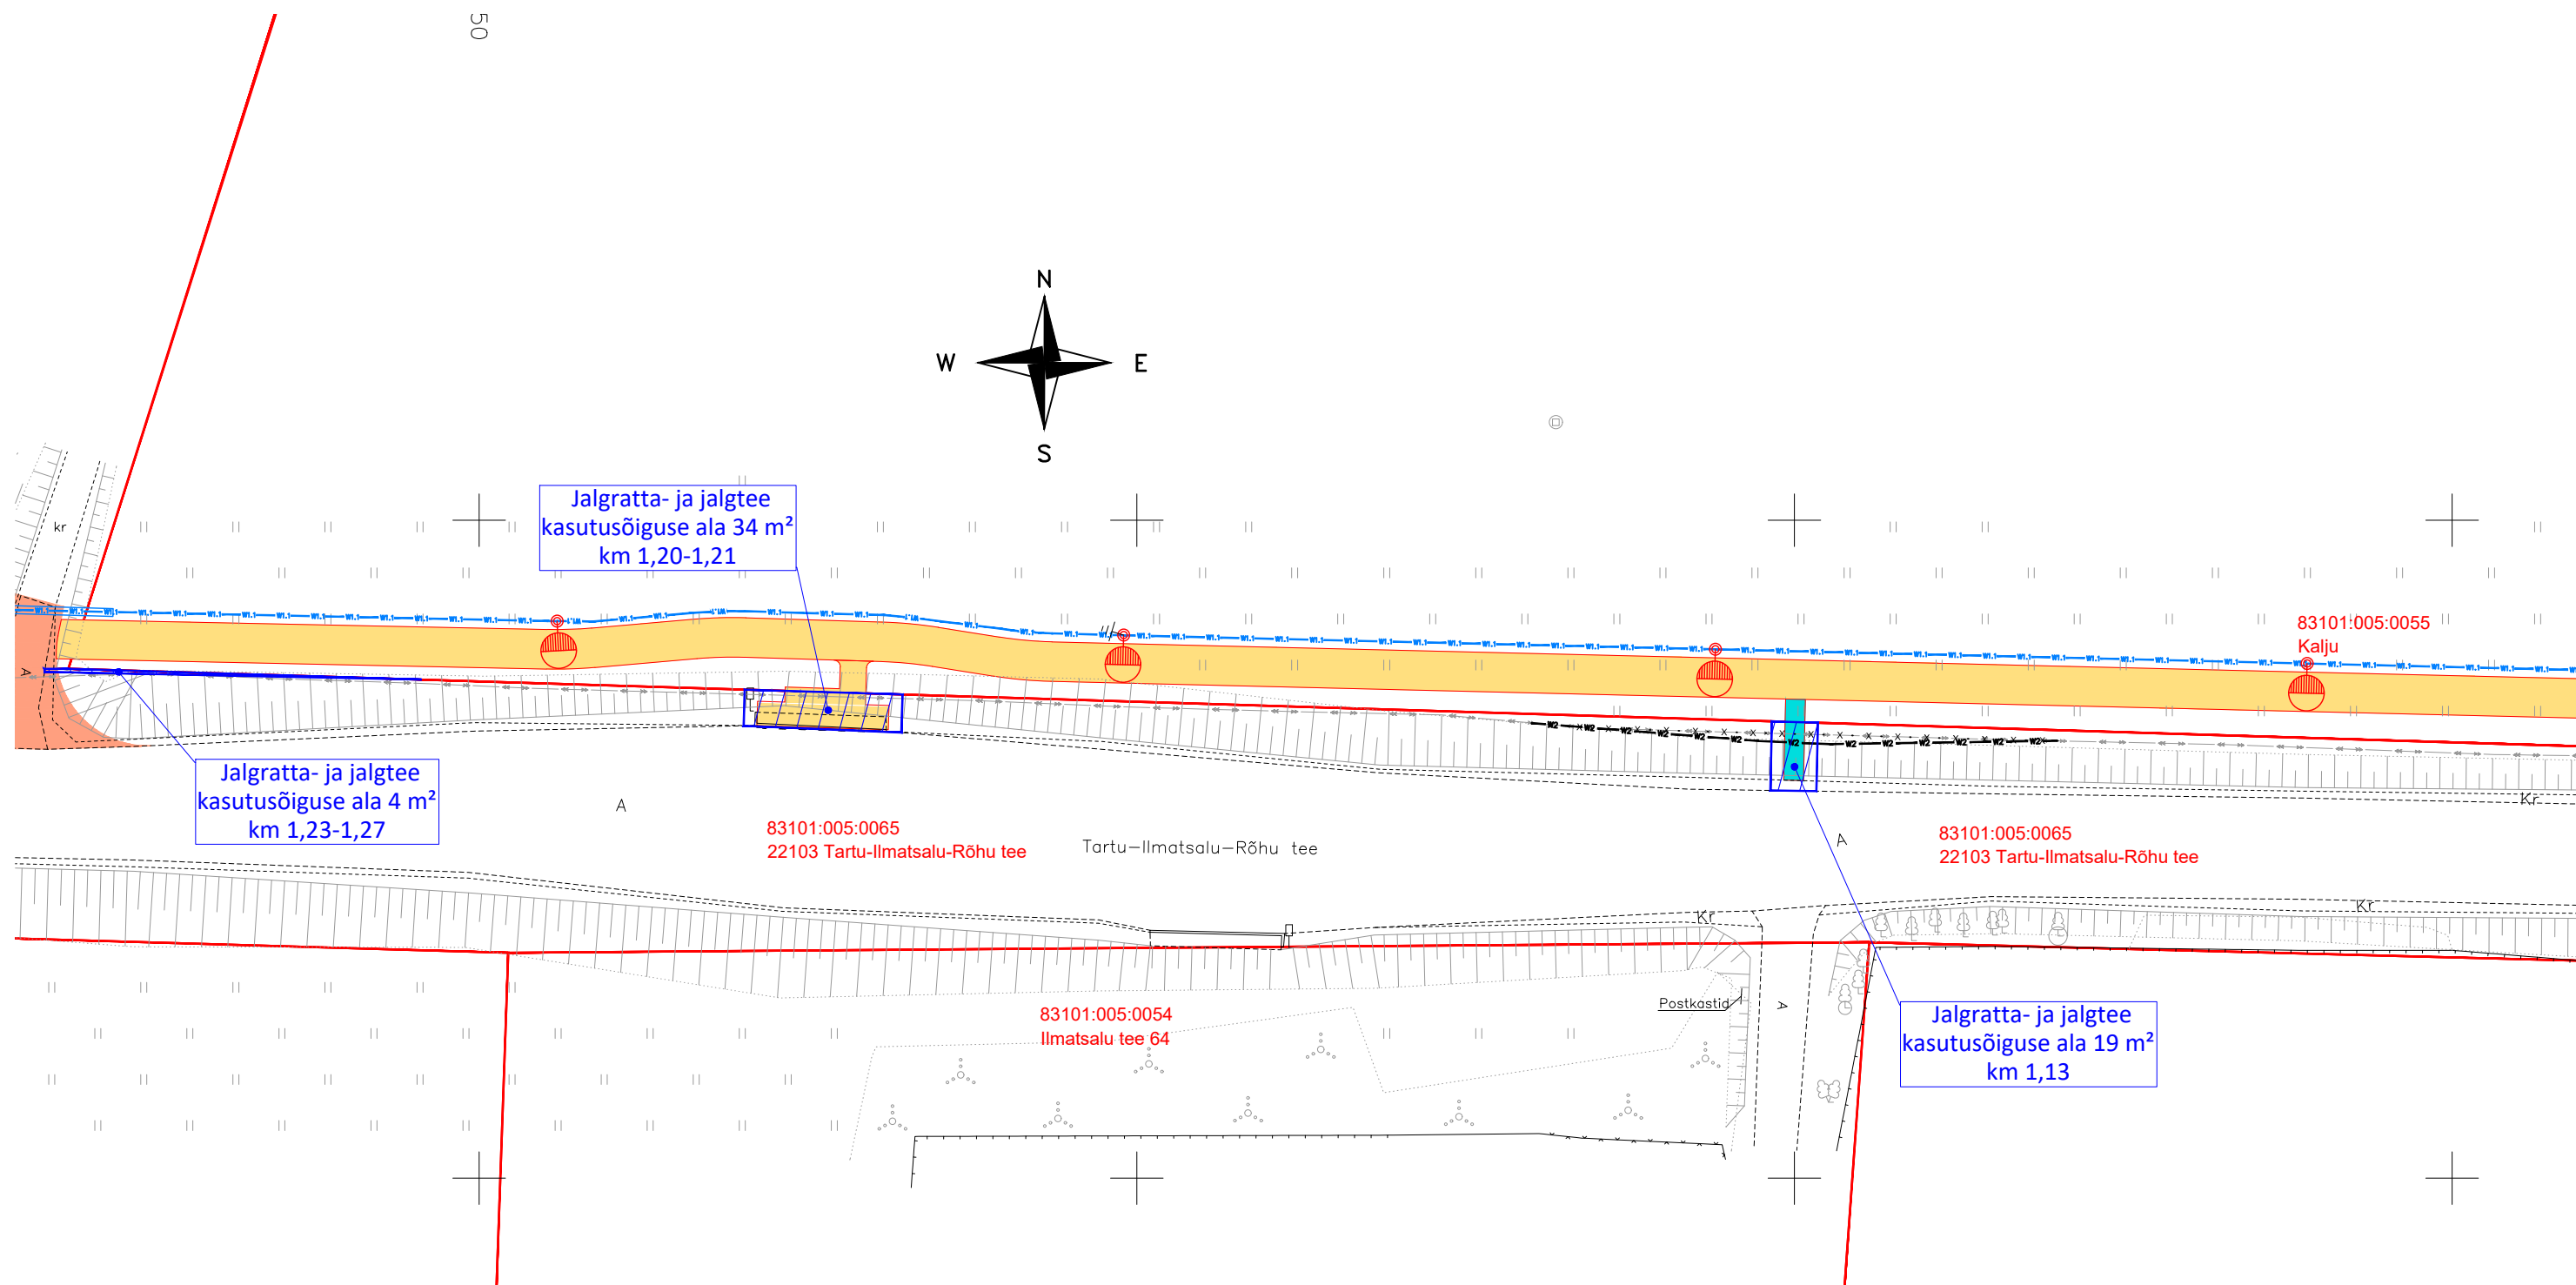 50
N
W
E
S
kr
Jalgratta- ja jalgtee
kasutusõiguse ala 34 m²
km 1,20-1,21
83101:005:0055
Kalju
A
Jalgratta- ja jalgtee
kasutusõiguse ala 4 m²
km 1,23-1,27
A
83101:005:0065
22103 Tartu-Ilmatsalu-Rõhu tee
Tartu-Ilmatsalu-Rõhu tee
A
83101:005:0065
22103 Tartu-Ilmatsalu-Rõhu tee
Kr
Kr
Kr
83101:005:0054
Ilmatsalu tee 64
Postkastid
A
Jalgratta- ja jalgtee
kasutusõiguse ala 19 m²
km 1,13